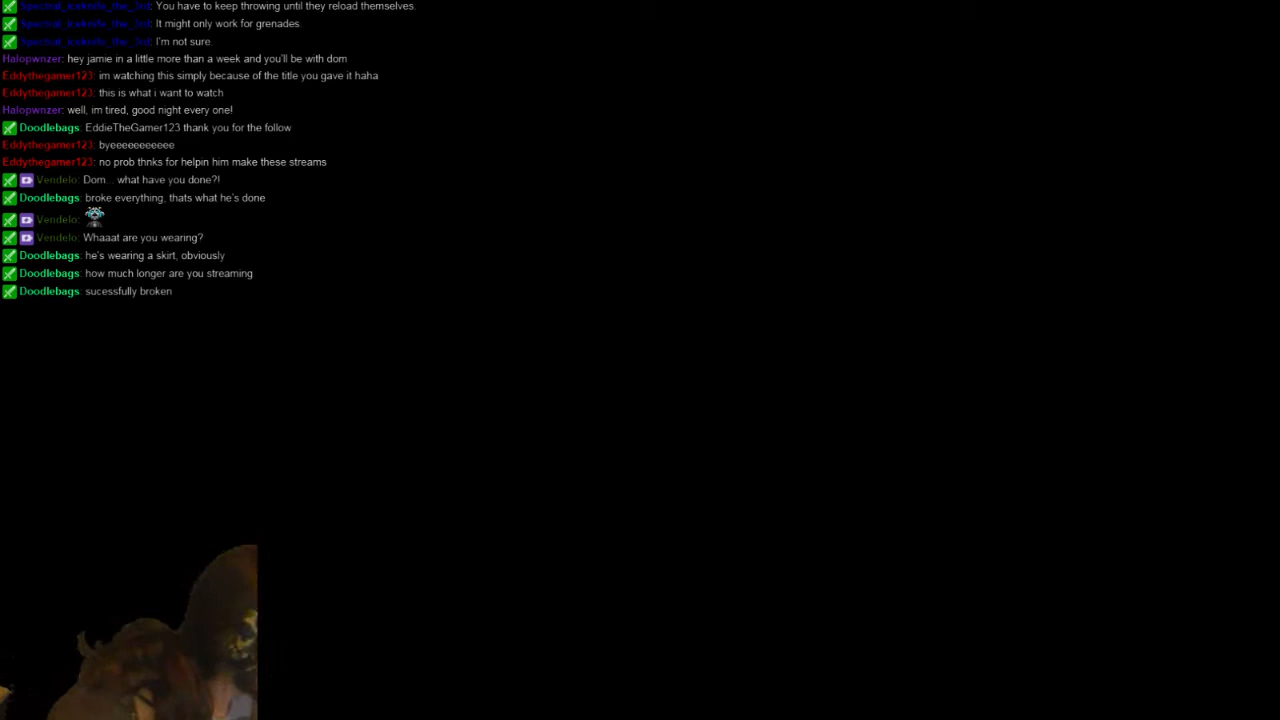 Spectral_iceknife_the_3rd: You have to keep throwing until they reload themselves.
Spectral_iceknife_the_3rd: It might only work for grenades.
Spectral_iceknife_the_3rd: I'm not sure.
Halopwnzer: hey jamie in a little more than a week and you'll be with dom
Eddythegamer123: im watching this simply because of the title you gave it haha
Eddythegamer123: this is what i want to watch
Halopwnzer: well, im tired, good night every one!
Doodlebags: EddieTheGamer123 thank you for the follow
Eddythegamer123: byeeeeeeeeeee
Eddythegamer123: no prob thnks for helpin him make these streams
Vendelo: Dom... what have you done?!
Doodlebags: broke everything, thats what he's done
Vendelo:
Vendelo: Whaaat are you wearing?
Doodlebags: he's wearing a skirt, obviously
Doodlebags: how much longer are you streaming
Doodlebags: sucessfully broken